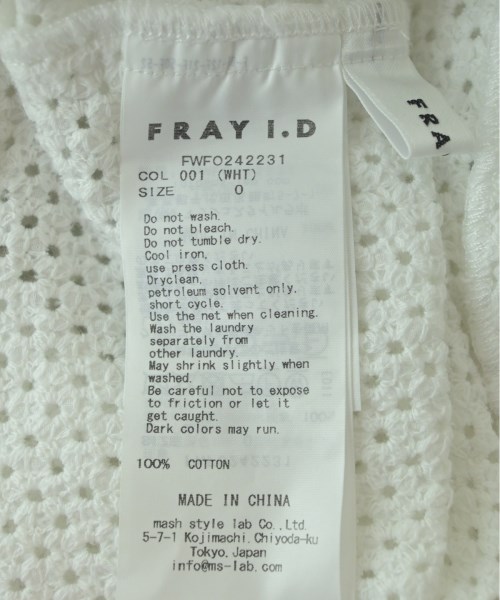 FRAY I.D
FRA
FWFO242231
COL 001 (WHT)
SIZE 0
Do not wash.
Do not bleach.
Do not tumble dry.
Cool iron,
use press cloth.
Dryclean,
petroleum solvent only.
short cycle.
Use the net when cleaning.
Wash the laundry
separately from
other laundry.
May shrink slightly when
washed.
Be careful not to expose
to friction or let it
get caught.
Dark colors may run.
100% COTTON
MADE IN CHINA
mash style lab Co., Ltd.
5-7-1 Kojimachi, Chiyoda-ku
Tokyo, Japan
info@ms-lab.com